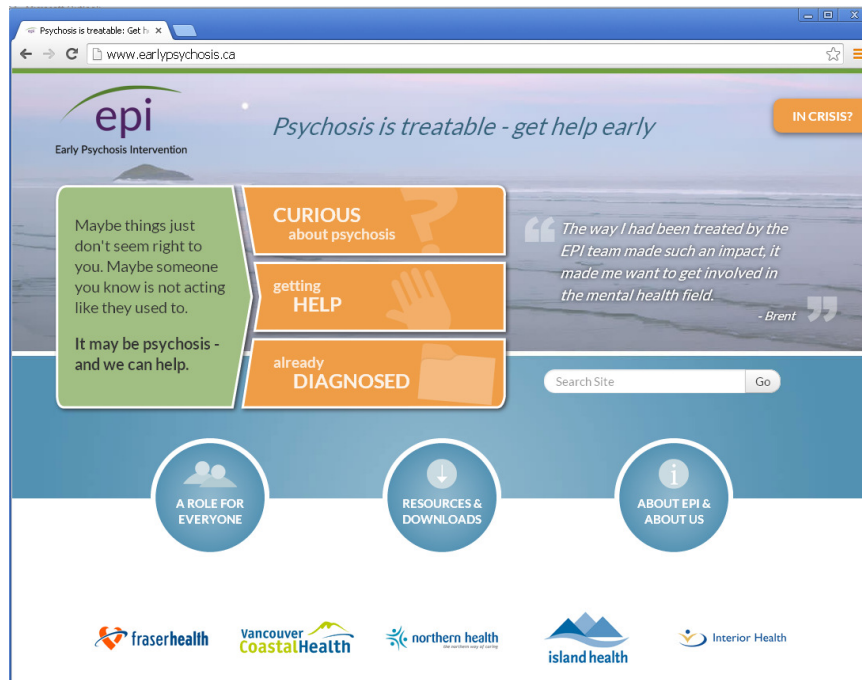 Psychosis is treatable: Get h
www.earlypsychosis.ca
epi
Early Psychosis Intervention
Psychosis is treatable - get help early
IN CRISIS?
Maybe things just
don't seem right to
you. Maybe someone
you know is not acting
like they used to.
It may be psychosis -
and we can help.
CURIOUS
about psychosis
getting
HELP
already
DIAGNOSED
The way I had been treated by the
EPI team made such an impact, it
made me want to get involved in
the mental health field.
- Brent
Search Site
Go
A ROLE FOR
EVERYONE
RESOURCES &
DOWNLOADS
ABOUT EPI &
ABOUT US
fraserhealth
Vancouver
CoastalHealth
northern health
the northern way of caring
island health
Interior Health